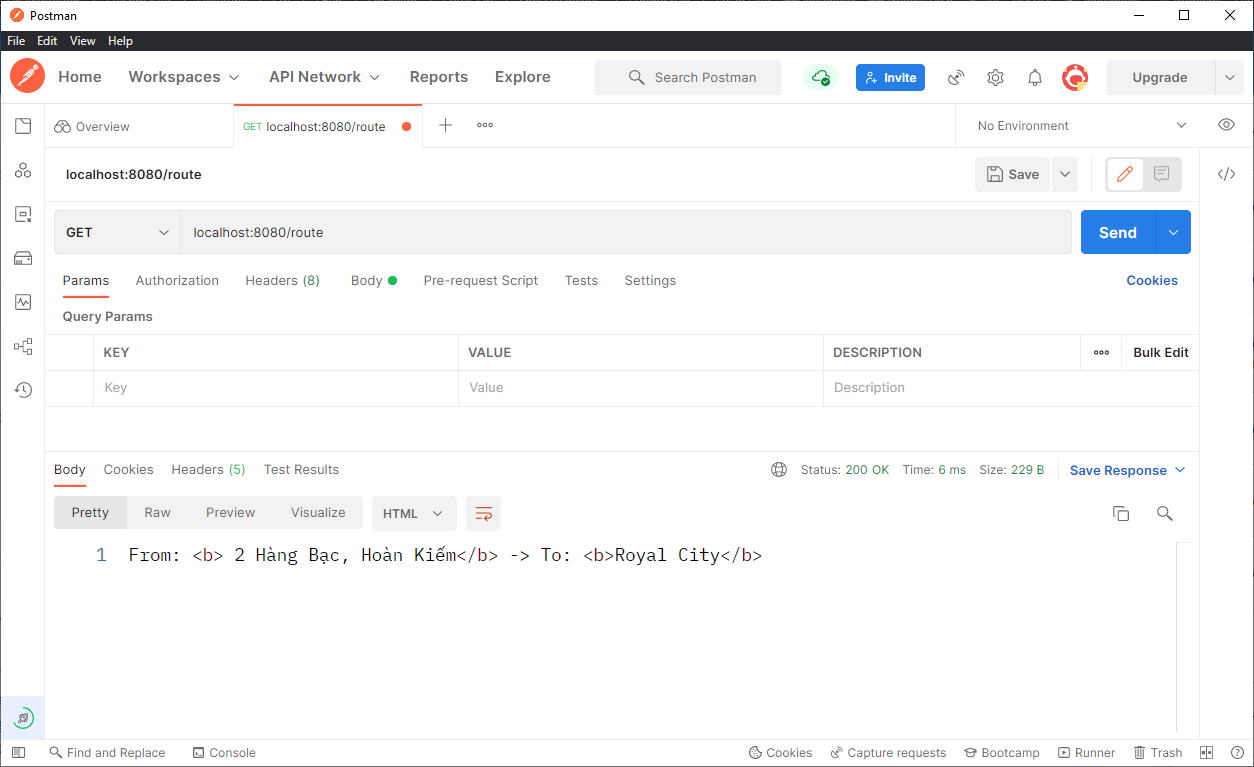 Postman
File Edit View Help
Home Workspaces API Network Reports Explore Search Postman Invite Upgrade
Overview GET localhost:8080/route No Environment
localhost:8080/route Save
GET localhost:8080/route Send
Params Authorization Headers (8) Body Pre-request Script Tests Settings Cookies
Query Params
KEY VALUE DESCRIPTION Bulk Edit
Key Value Description
Body Cookies Headers (5) Test Results Status: 200 OK Time: 6 ms Size: 229 B Save Response
Pretty Raw Preview Visualize HTML
1 From: <b> 2 Hàng Bạc, Hoàn Kiếm</b> -> To: <b>Royal City</b>
Find and Replace Console Cookies Capture requests Bootcamp Runner Trash